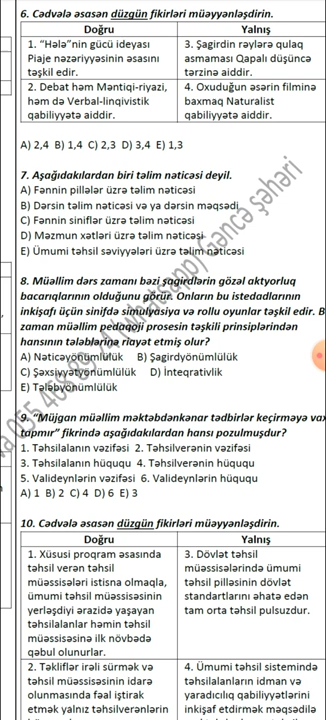 6. Cədvələ əsasən düzgün fikirləri müəyyənləşdirin.
Doğru
Yalnış
1. “Hələ”nin gücü ideyası
Piaje nəzəriyyəsinin əsasını
təşkil edir.
3. Şagirdin rəylərə qulaq
asmaması Qapalı düşüncə
tərzinə aiddir.
2. Debat həm Məntiqi-riyazi,
həm də Verbal-linqivistik
qabiliyyətə aiddir.
4. Oxuduğun əsərin filminə
baxmaq Naturalist
qabiliyyətə aiddir.
A) 2,4 B) 1,4 C) 2,3 D) 3,4 E) 1,3
7. Aşağıdakılardan biri təlim nəticəsi deyil.
A) Fənnin pillələr üzrə təlim nəticəsi
B) Dərsin təlim nəticəsi və ya dərsin məqsədi
C) Fənnin siniflər üzrə təlim nəticəsi
D) Məzmun xətləri üzrə təlim nəticəsi
E) Ümumi təhsil səviyyələri üzrə təlim nəticəsi
8. Müəllim dərs zamanı bəzi şagirdlərin gözəl aktyorluq
bacarıqlarının olduğunu görür. Onların bu istedadlarının
inkişafı üçün sinifdə simulyasiya və rollu oyunlar təşkil edir. B
zaman müəllim pedaqoji prosesin təşkili prinsiplərindən
hansının tələblərinə riayət etmiş olur?
A) Nəticəyönümlülük B) Şagirdyönümlülük
C) Şəxsiyyətyönümlülük D) İnteqrativlik
E) Tələbyönümlülük
9. “Müjgan müəllim məktəbdənkənar tədbirlər keçirməyə vax
tapmır” fikrində aşağıdakılardan hansı pozulmuşdur?
1. Təhsilalanın vəzifəsi 2. Təhsilverənin vəzifəsi
3. Təhsilalanın hüququ 4. Təhsilverənin hüququ
5. Valideynlərin vəzifəsi 6. Valideynlərin hüququ
A) 1 B) 2 C) 4 D) 6 E) 3
10. Cədvələ əsasən düzgün fikirləri müəyyənləşdirin.
Doğru
Yalnış
1. Xüsusi proqram əsasında
təhsil verən təhsil
müəssisələri istisna olmaqla,
ümumi təhsil müəssisəsinin
yerləşdiyi ərazidə yaşayan
təhsilalanlar həmin təhsil
müəssisəsinə ilk növbədə
qəbul olunurlar.
3. Dövlət təhsil
müəssisələrində ümumi
təhsil pilləsinin dövlət
standartlarını əhatə edən
tam orta təhsil pulsuzdur.
2. Təkliflər irəli sürmək və
təhsil müəssisəsinin idarə
olunmasında fəal iştirak
etmək yalnız təhsilverənlərin
4. Ümumi təhsil sistemində
təhsilalanların idman və
yaradıcılıq qabiliyyətlərini
inkişaf etdirmək məqsədilə
Gəncə şəhəri